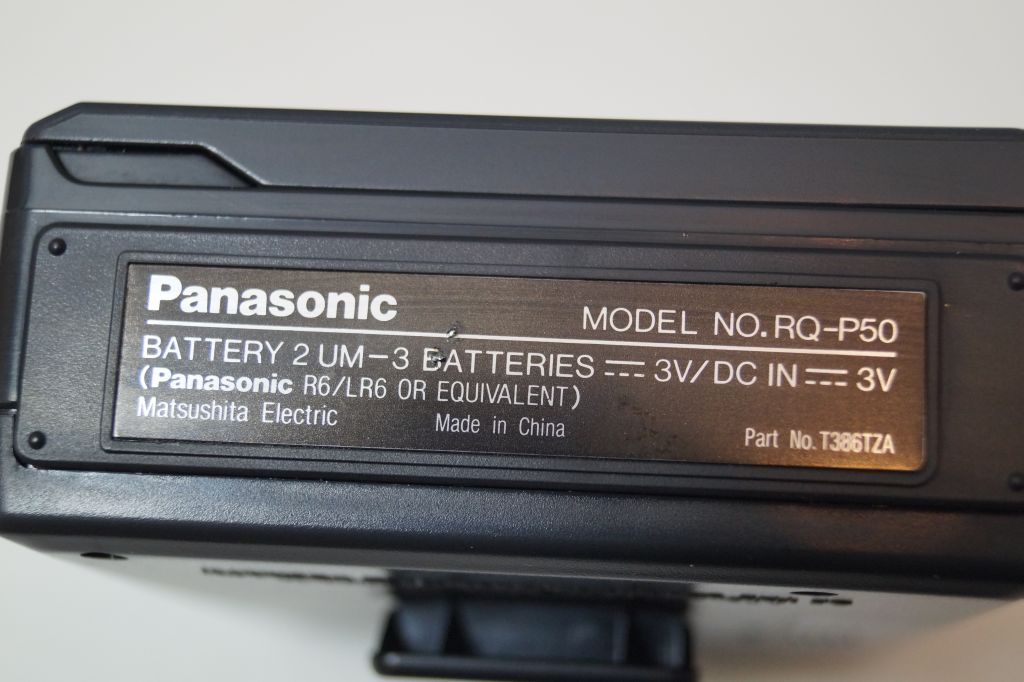 Panasonic
MODEL NO. RQ-P50
BATTERY 2 UM-3 BATTERIES ⎓ 3V/DC IN ⎓ 3V
(Panasonic R6/LR6 OR EQUIVALENT)
Matsushita Electric Made in China
Part No. T386TZA